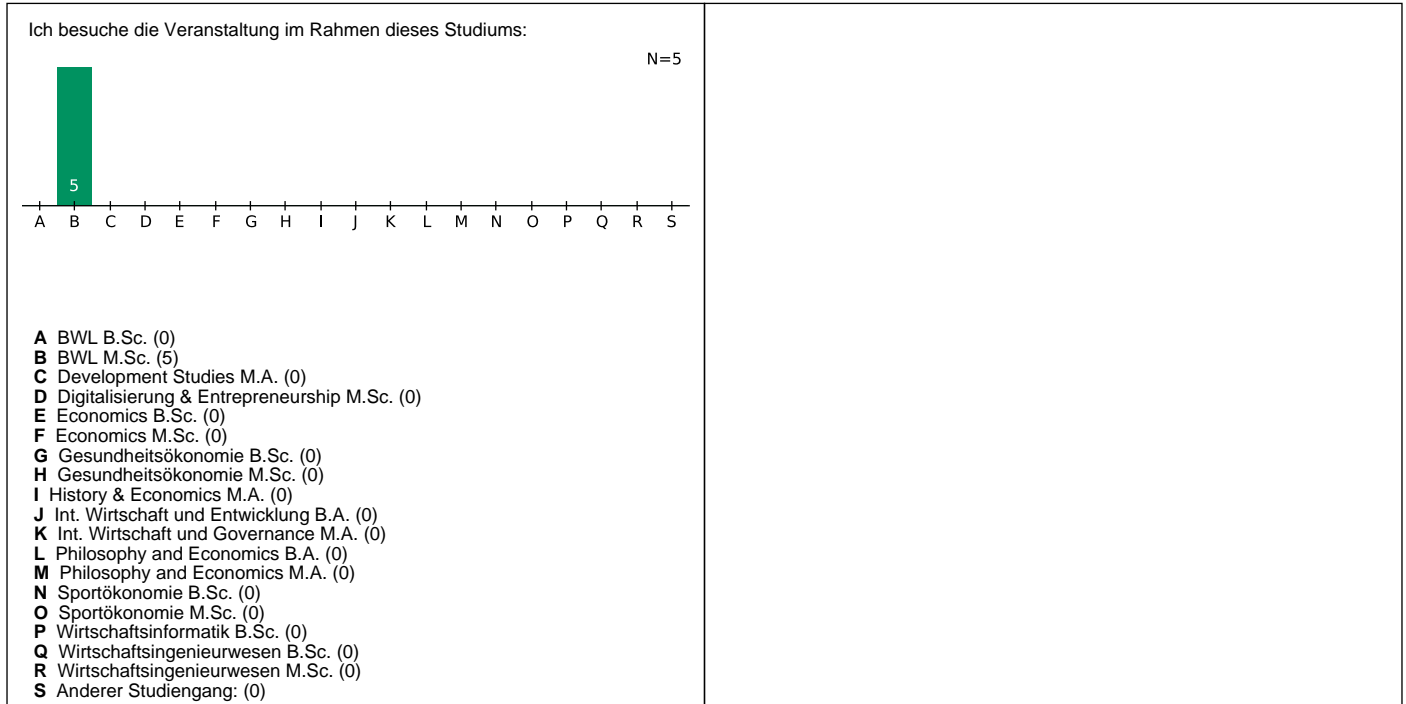 Ich besuche die Veranstaltung im Rahmen dieses Studiums:
N=5
5
A B C D E F G H I J K L M N O P Q R S
A BWL B.Sc. (0)
B BWL M.Sc. (5)
C Development Studies M.A. (0)
D Digitalisierung & Entrepreneurship M.Sc. (0)
E Economics B.Sc. (0)
F Economics M.Sc. (0)
G Gesundheitsökonomie B.Sc. (0)
H Gesundheitsökonomie M.Sc. (0)
I History & Economics M.A. (0)
J Int. Wirtschaft und Entwicklung B.A. (0)
K Int. Wirtschaft und Governance M.A. (0)
L Philosophy and Economics B.A. (0)
M Philosophy and Economics M.A. (0)
N Sportökonomie B.Sc. (0)
O Sportökonomie M.Sc. (0)
P Wirtschaftsinformatik B.Sc. (0)
Q Wirtschaftsingenieurwesen B.Sc. (0)
R Wirtschaftsingenieurwesen M.Sc. (0)
S Anderer Studiengang: (0)